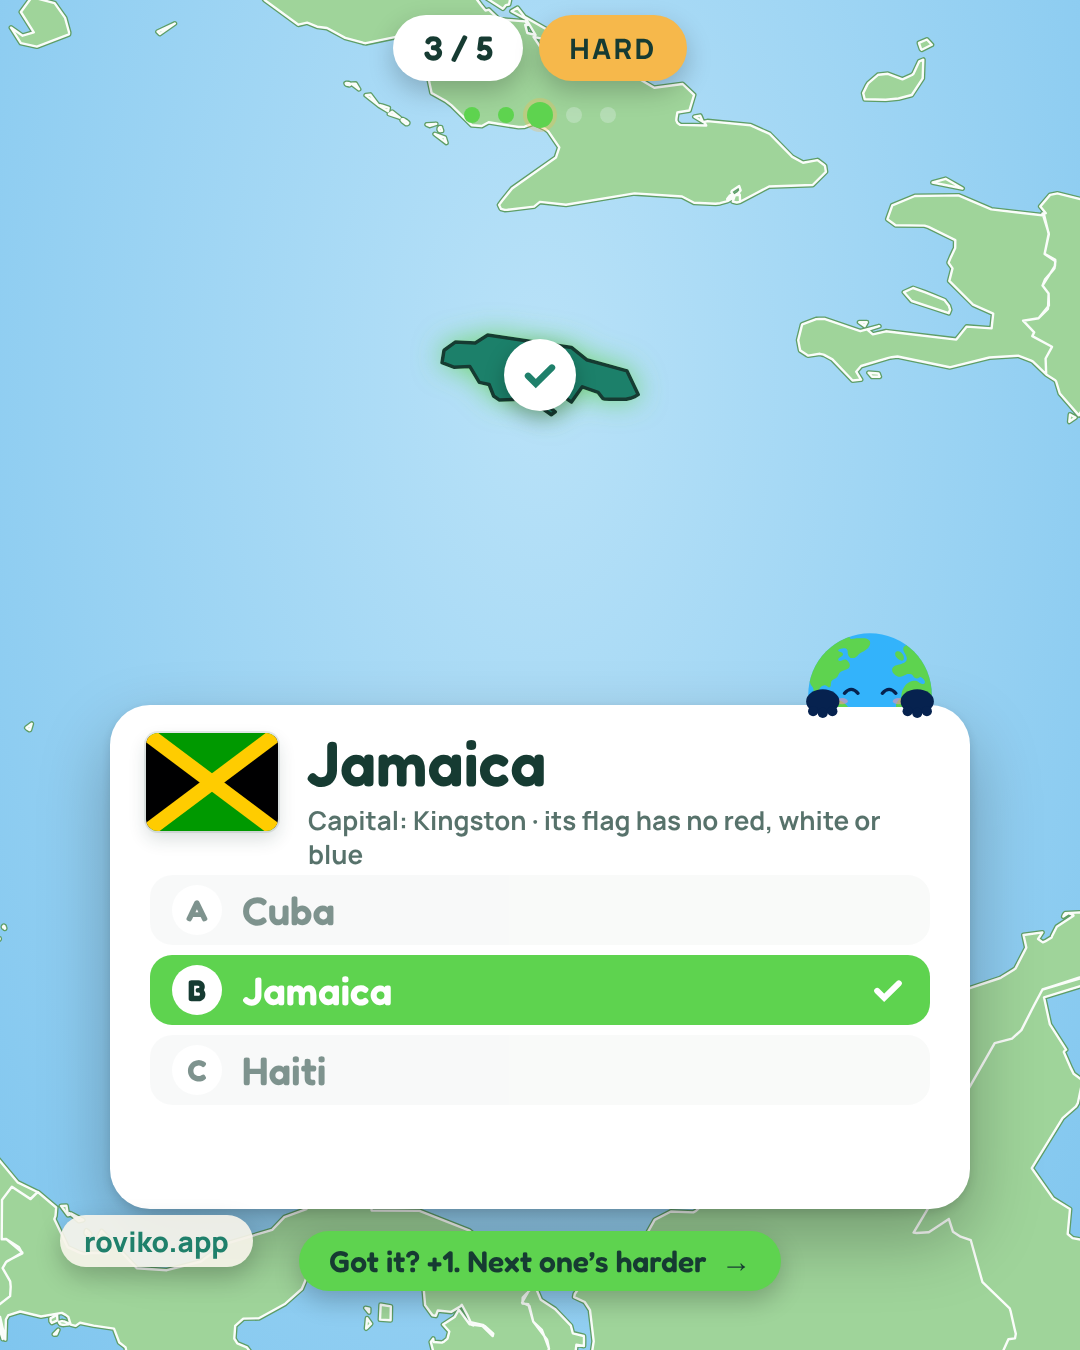 3 / 5
HARD
Jamaica
Capital: Kingston · its flag has no red, white or
blue
A Cuba
B Jamaica
C Haiti
roviko.app
Got it? +1. Next one’s harder →